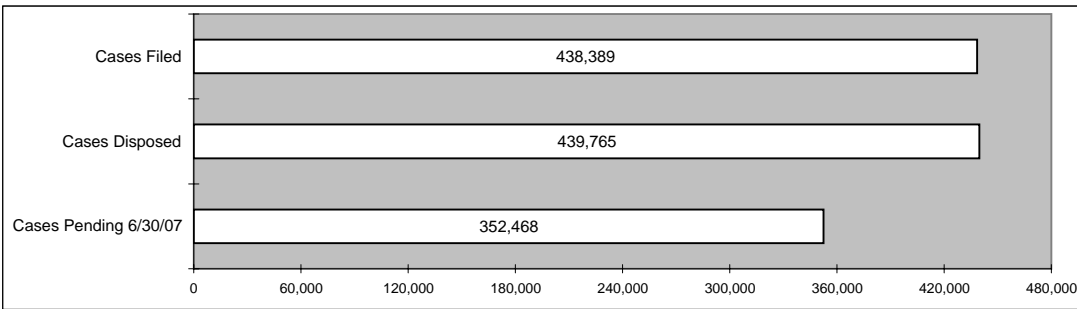 Cases Filed
438,389
Cases Disposed
439,765
Cases Pending 6/30/07
352,468
0 60,000 120,000 180,000 240,000 300,000 360,000 420,000 480,000